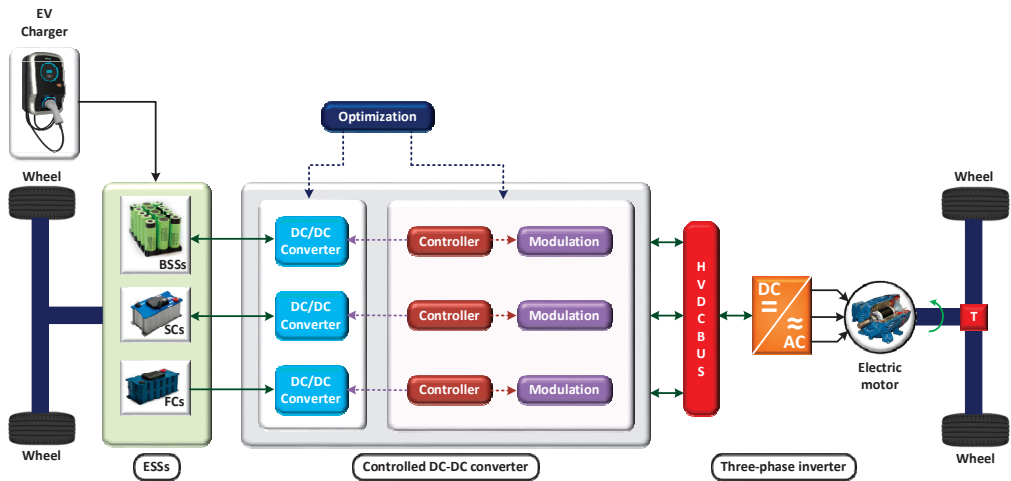 EV
Charger
Wheel
Wheel
Optimization
BSSs
SCs
FCs
DC/DC
Converter
Controller
Modulation
DC/DC
Converter
Controller
Modulation
DC/DC
Converter
Controller
Modulation
H
V
D
C
B
U
S
DC
AC
Electric
motor
T
Wheel
Wheel
ESSs
Controlled DC-DC converter
Three-phase inverter